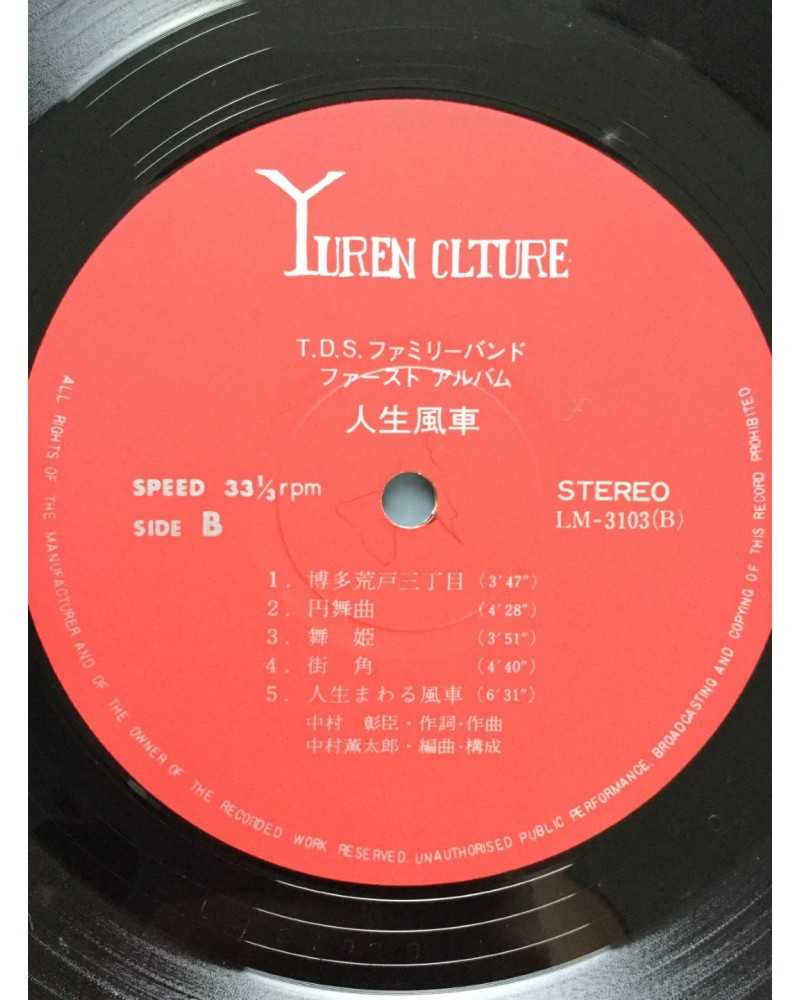 YUREN CLTURE
T.D.S.ファミリーバンド
ファースト アルバム
人生風車
SPEED 33⅓rpm
SIDE B
STEREO
LM-3103(B)
1. 博多荒戸三丁目 (3'47")
2. 円舞曲 (4'28")
3. 舞 姫 (3'51")
4. 街 角 (4'40")
5. 人生まわる風車 (6'31")
中村 彰臣・作詞・作曲
中村薫太郎・編曲・構成
ALL RIGHTS OF THE MANUFACTURER AND OF THE OWNER OF THE RECORDED WORK RESERVED. UNAUTHORISED PUBLIC PERFORMANCE, BROADCASTING AND COPYING OF THIS RECORD PROHIBITED